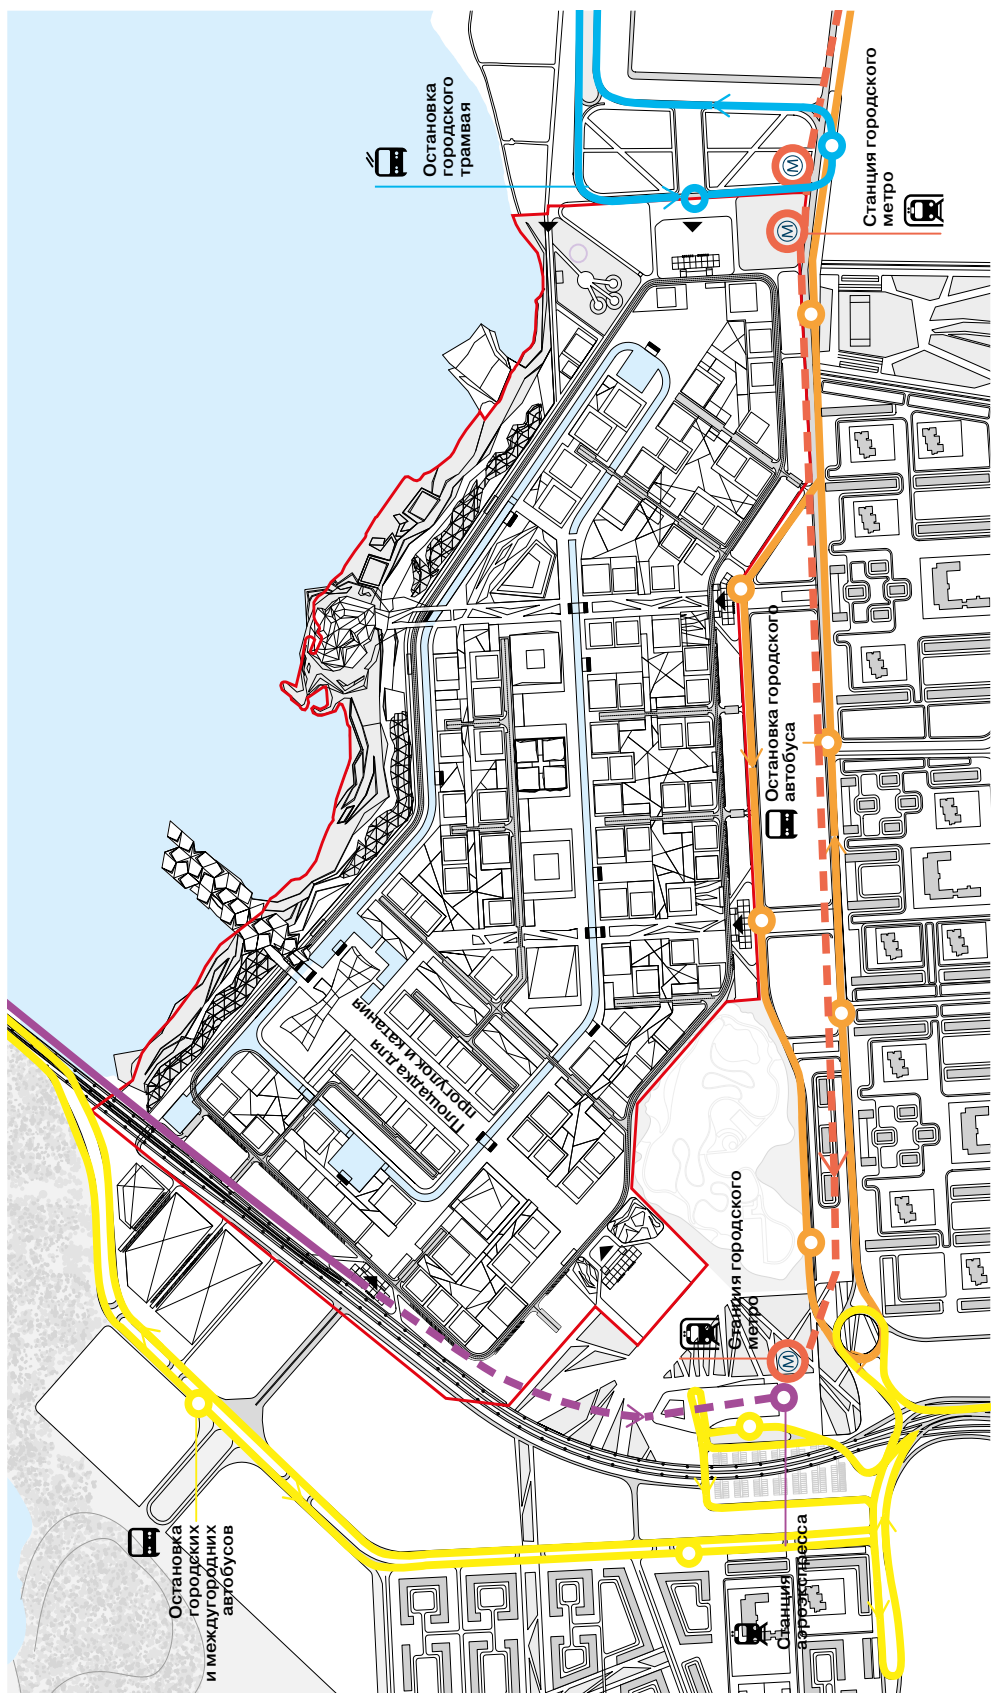 Остановка
городского
трамвая
Станция городского
метро
М
М
Остановка городского
автобуса
Площадка для
прогулок и катания
Станция городского
метро
М
Остановка
городских
и междугородних
автобусов
Станция
аэроэкспресса